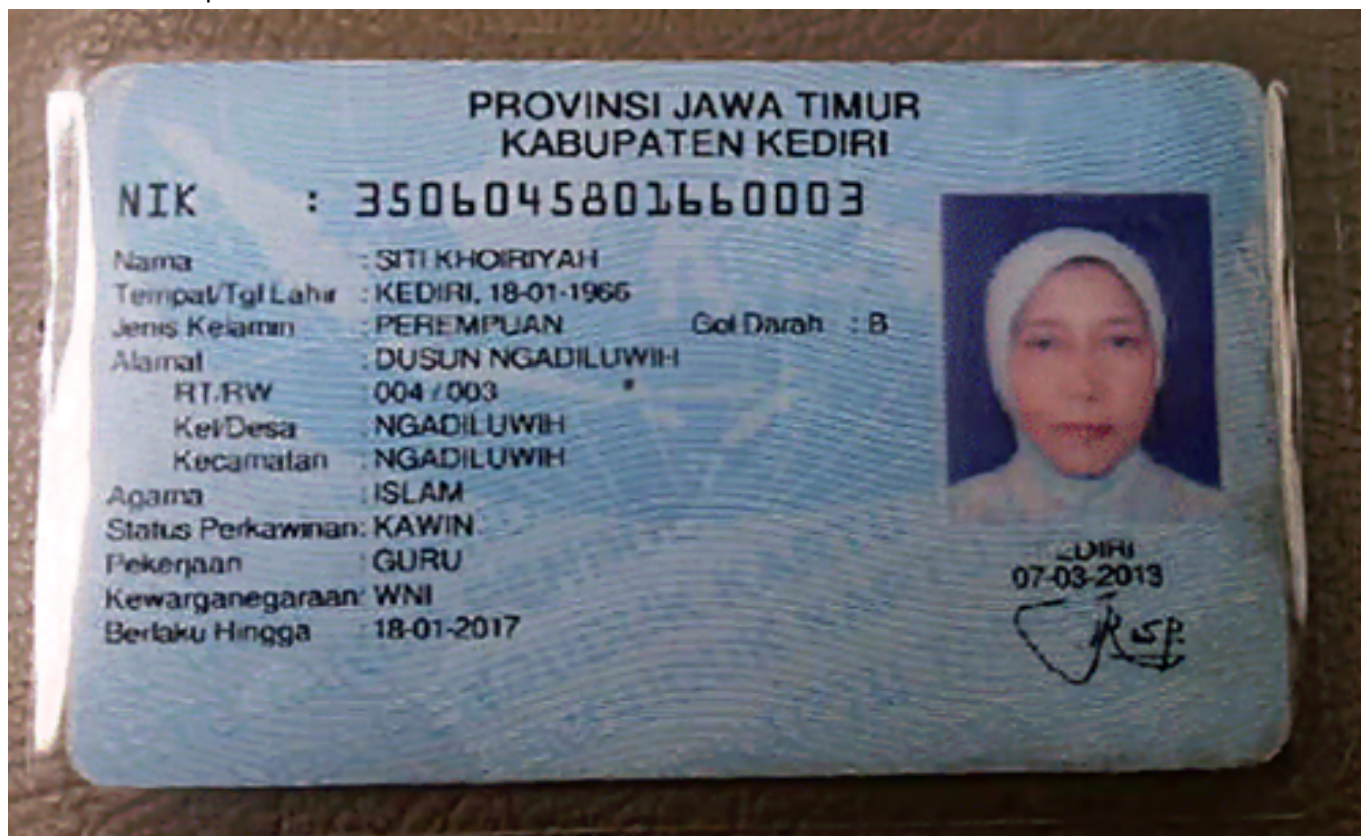 PROVINSI JAWA TIMUR
KABUPATEN KEDIRI
NIK : 3506045801660003
Nama : SITI KHOIRIYAH
Tempat/Tgl Lahir : KEDIRI, 18-01-1966
Jenis Kelamin : PEREMPUAN Gol Darah : B
Alamat : DUSUN NGADILUWIH
RT/RW : 004 / 003
Kel/Desa : NGADILUWIH
Kecamatan : NGADILUWIH
Agama : ISLAM
Status Perkawinan: KAWIN
Pekerjaan : GURU
Kewarganegaraan: WNI
Berlaku Hingga : 18-01-2017
KEDIRI
07-03-2013